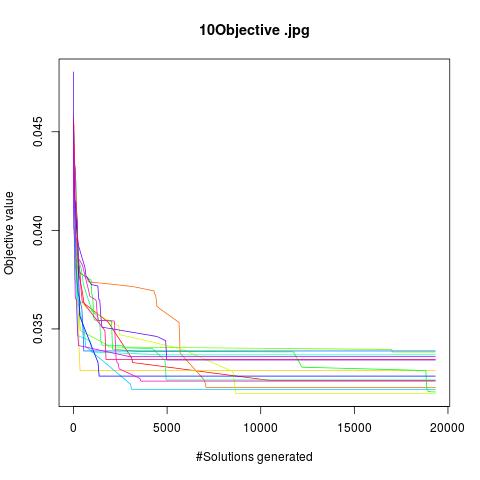 10Objective .jpg
Objective value
0.045
0.040
0.035
0 5000 10000 15000 20000
#Solutions generated